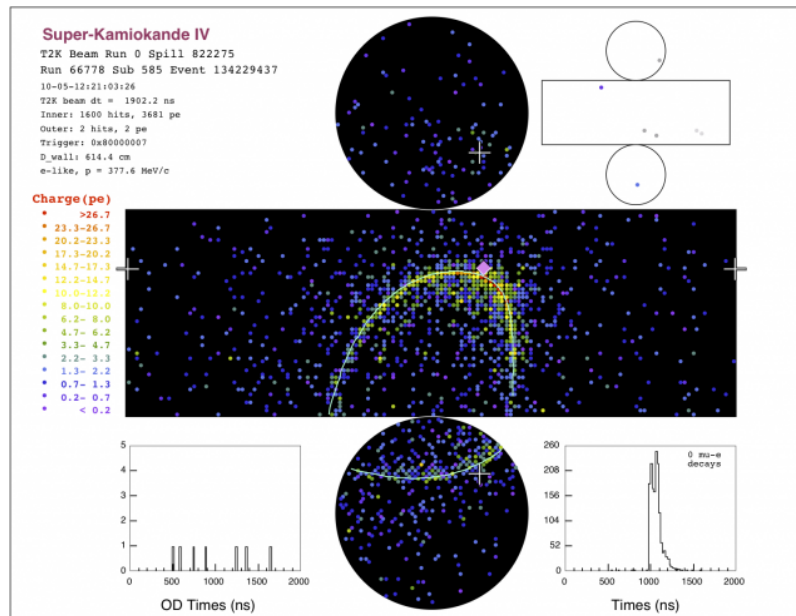 Super-Kamiokande IV
T2K Beam Run 0 Spill 822275
Run 66778 Sub 585 Event 134229437
10-05-12:21:03:26
T2K beam dt = 1902.2 ns
Inner: 1600 hits, 3681 pe
Outer: 2 hits, 2 pe
Trigger: 0x80000007
D_wall: 614.4 cm
e-like, p = 377.6 MeV/c
Charge(pe)
>26.7
23.3-26.7
20.2-23.3
17.3-20.2
14.7-17.3
12.2-14.7
10.0-12.2
8.0-10.0
6.2- 8.0
4.7- 6.2
3.3- 4.7
2.2- 3.3
1.3- 2.2
0.7- 1.3
0.2- 0.7
< 0.2
5
4
3
2
1
0
0 500 1000 1500 2000
OD Times (ns)
0 mu-e
decays
260
208
156
104
52
0
0 500 1000 1500 2000
Times (ns)